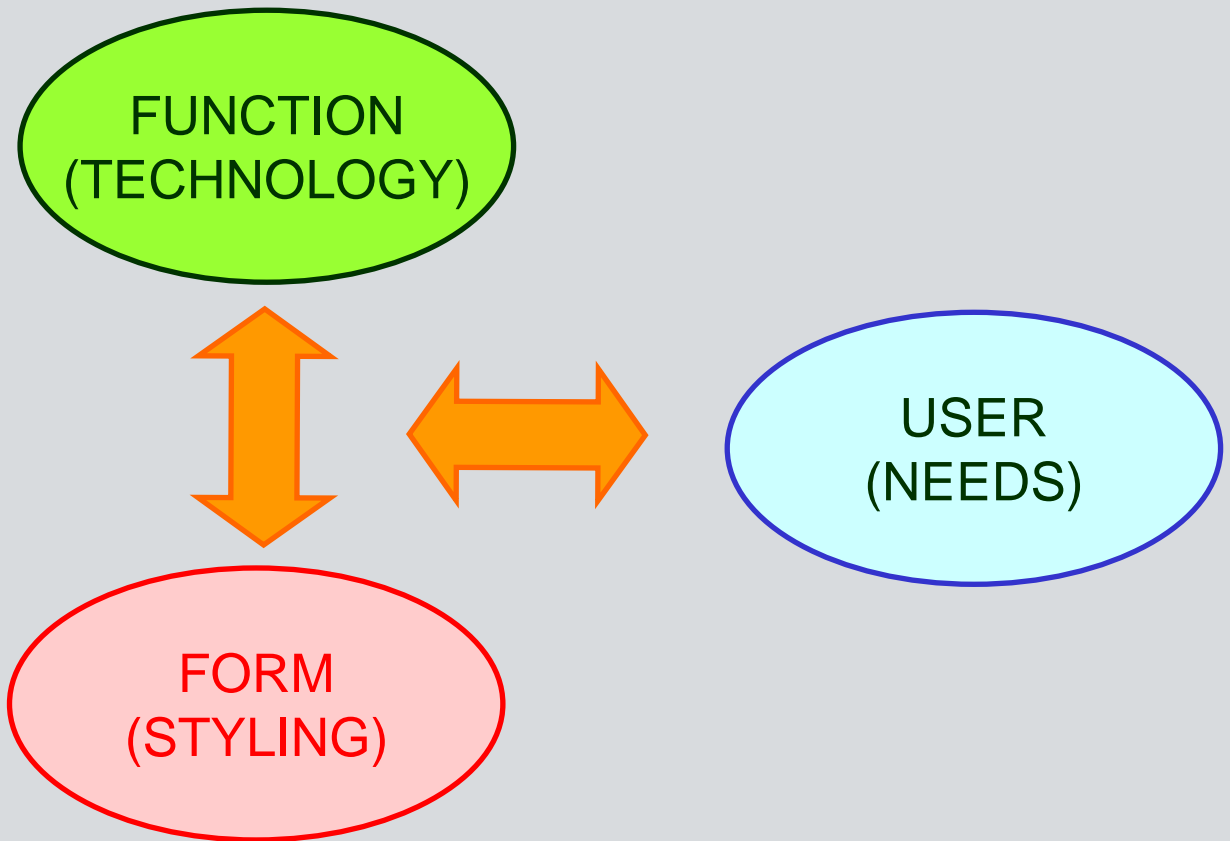 FUNCTION
(TECHNOLOGY)
USER
(NEEDS)
FORM
(STYLING)